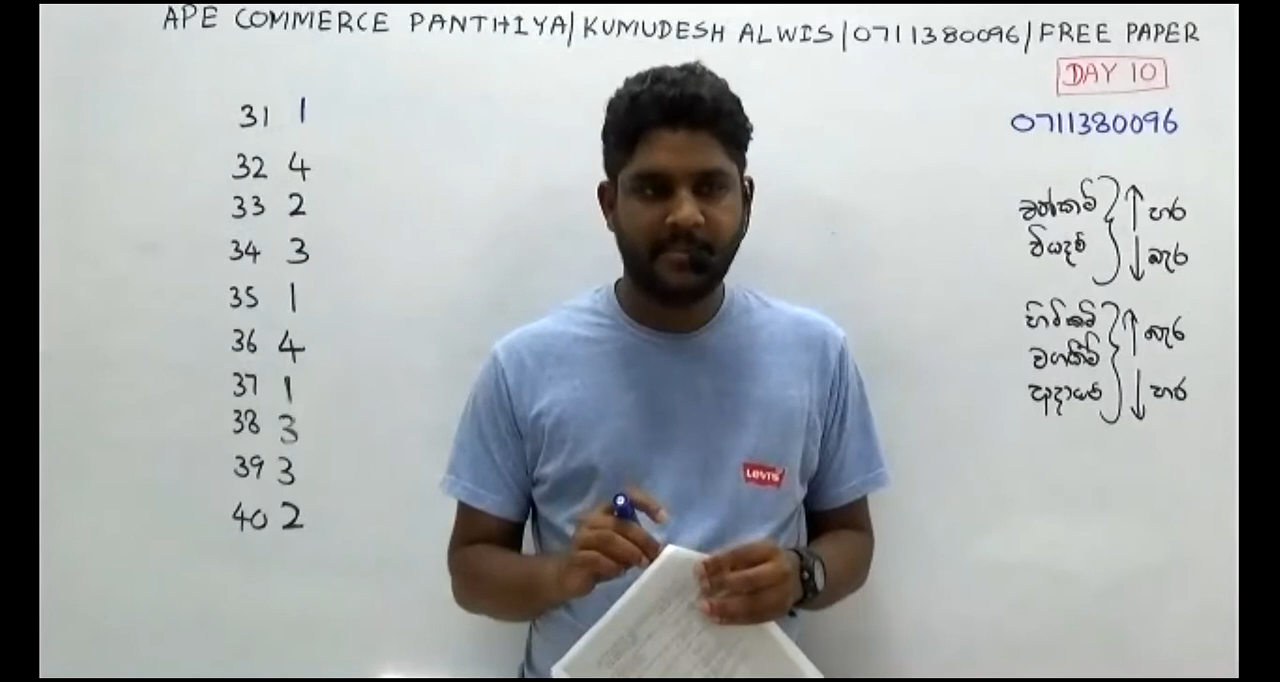 APE COMMERCE PANTHIYA/KUMUDESH ALWIS/0711380096/FREE PAPER
DAY 10
0711380096
31 1
32 4
33 2
34 3
35 1
36 4
37 1
38 3
39 3
40 2
වත්කම් ↑ හර
වියදම් ↓ බැර
හිමිකම් ↑ බැර
වගකීම්
ආදායම් ↓ හර
LEVI'S